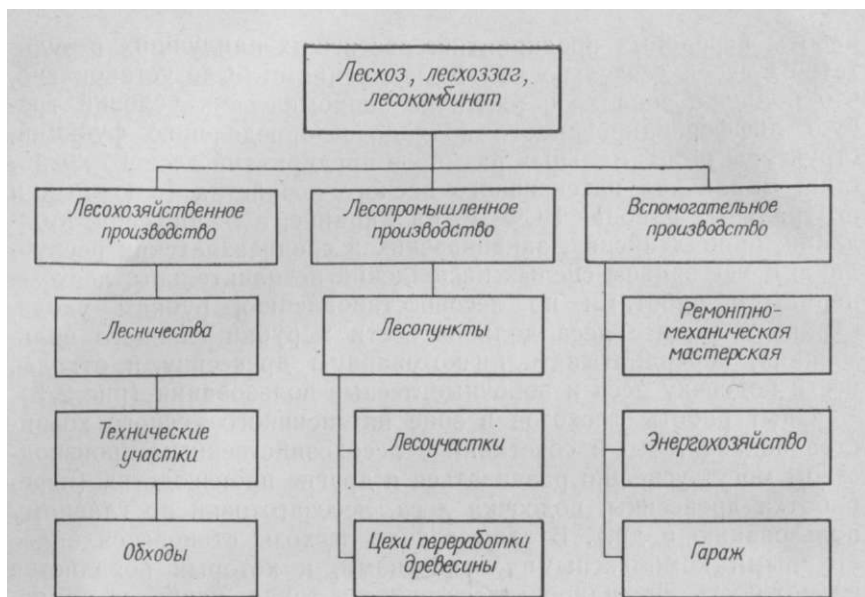 Лесхоз, лесхоззаг,
лесокомбинат
Лесохозяйственное
производство
Лесопромышленное
производство
Вспомогательное
производство
Лесничества
Лесопункты
Ремонтно-
механическая
мастерская
Технические
участки
Лесоучастки
Энергохозяйство
Обходы
Цехи переработки
древесины
Гараж